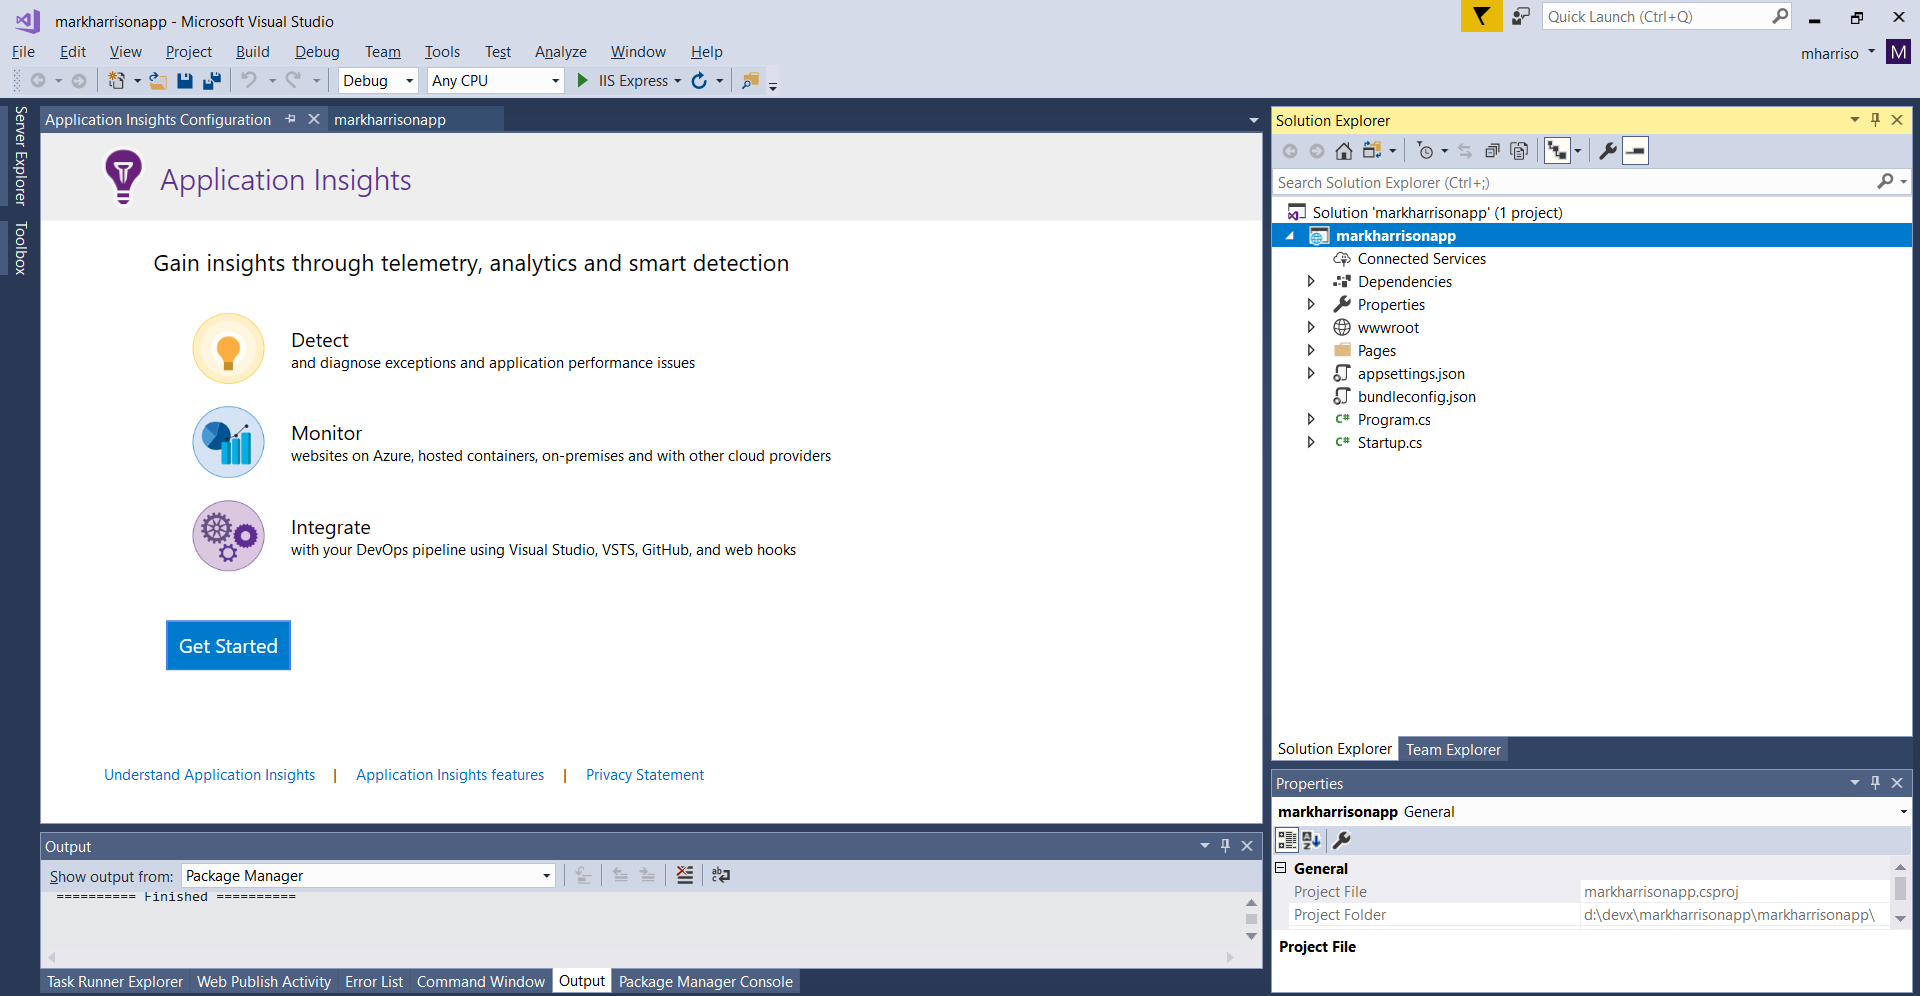 markharrisonapp - Microsoft Visual Studio
Quick Launch (Ctrl+Q)
File Edit View Project Build Debug Team Tools Test Analyze Window Help
mharriso M
Debug Any CPU IIS Express
Server Explorer
Toolbox
Application Insights Configuration markharrisonapp
Application Insights
Gain insights through telemetry, analytics and smart detection
Detect
and diagnose exceptions and application performance issues
Monitor
websites on Azure, hosted containers, on-premises and with other cloud providers
Integrate
with your DevOps pipeline using Visual Studio, VSTS, GitHub, and web hooks
Get Started
Understand Application Insights | Application Insights features | Privacy Statement
Output
Show output from: Package Manager
========== Finished ==========
Task Runner Explorer Web Publish Activity Error List Command Window Output Package Manager Console
Solution Explorer
Search Solution Explorer (Ctrl+;)
Solution 'markharrisonapp' (1 project)
markharrisonapp
Connected Services
Dependencies
Properties
wwwroot
Pages
appsettings.json
bundleconfig.json
C# Program.cs
C# Startup.cs
Solution Explorer Team Explorer
Properties
markharrisonapp General
General
Project File markharrisonapp.csproj
Project Folder d:\devx\markharrisonapp\markharrisonapp\
Project File